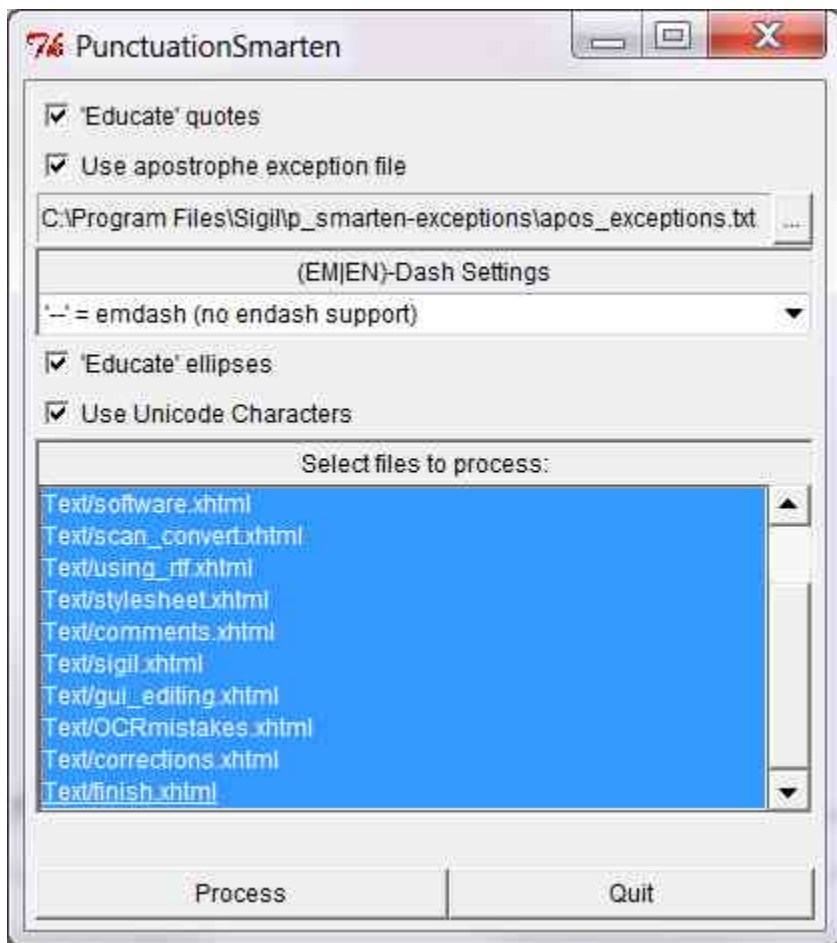 PunctuationSmarten
'Educate' quotes
Use apostrophe exception file
C:\Program Files\Sigil\p_smarten-exceptions\apos_exceptions.txt
...
(EM|EN)-Dash Settings
'--' = emdash (no endash support)
'Educate' ellipses
Use Unicode Characters
Select files to process:
Text/software.xhtml
Text/scan_convert.xhtml
Text/using_rtf.xhtml
Text/stylesheet.xhtml
Text/comments.xhtml
Text/sigil.xhtml
Text/gui_editing.xhtml
Text/OCRmistakes.xhtml
Text/corrections.xhtml
Text/finish.xhtml
Process Quit